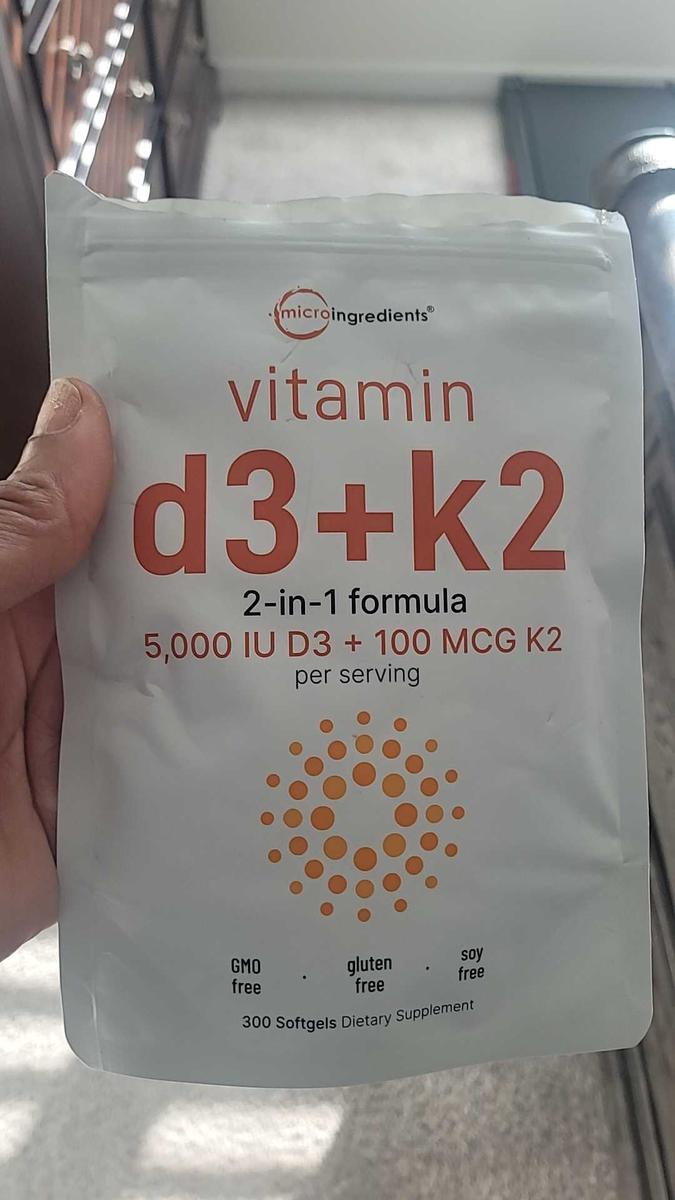 microingredients®
vitamin
d3+k2
2-in-1 formula
5,000 IU D3 + 100 MCG K2
per serving
GMO free · gluten free · soy free
300 Softgels Dietary Supplement